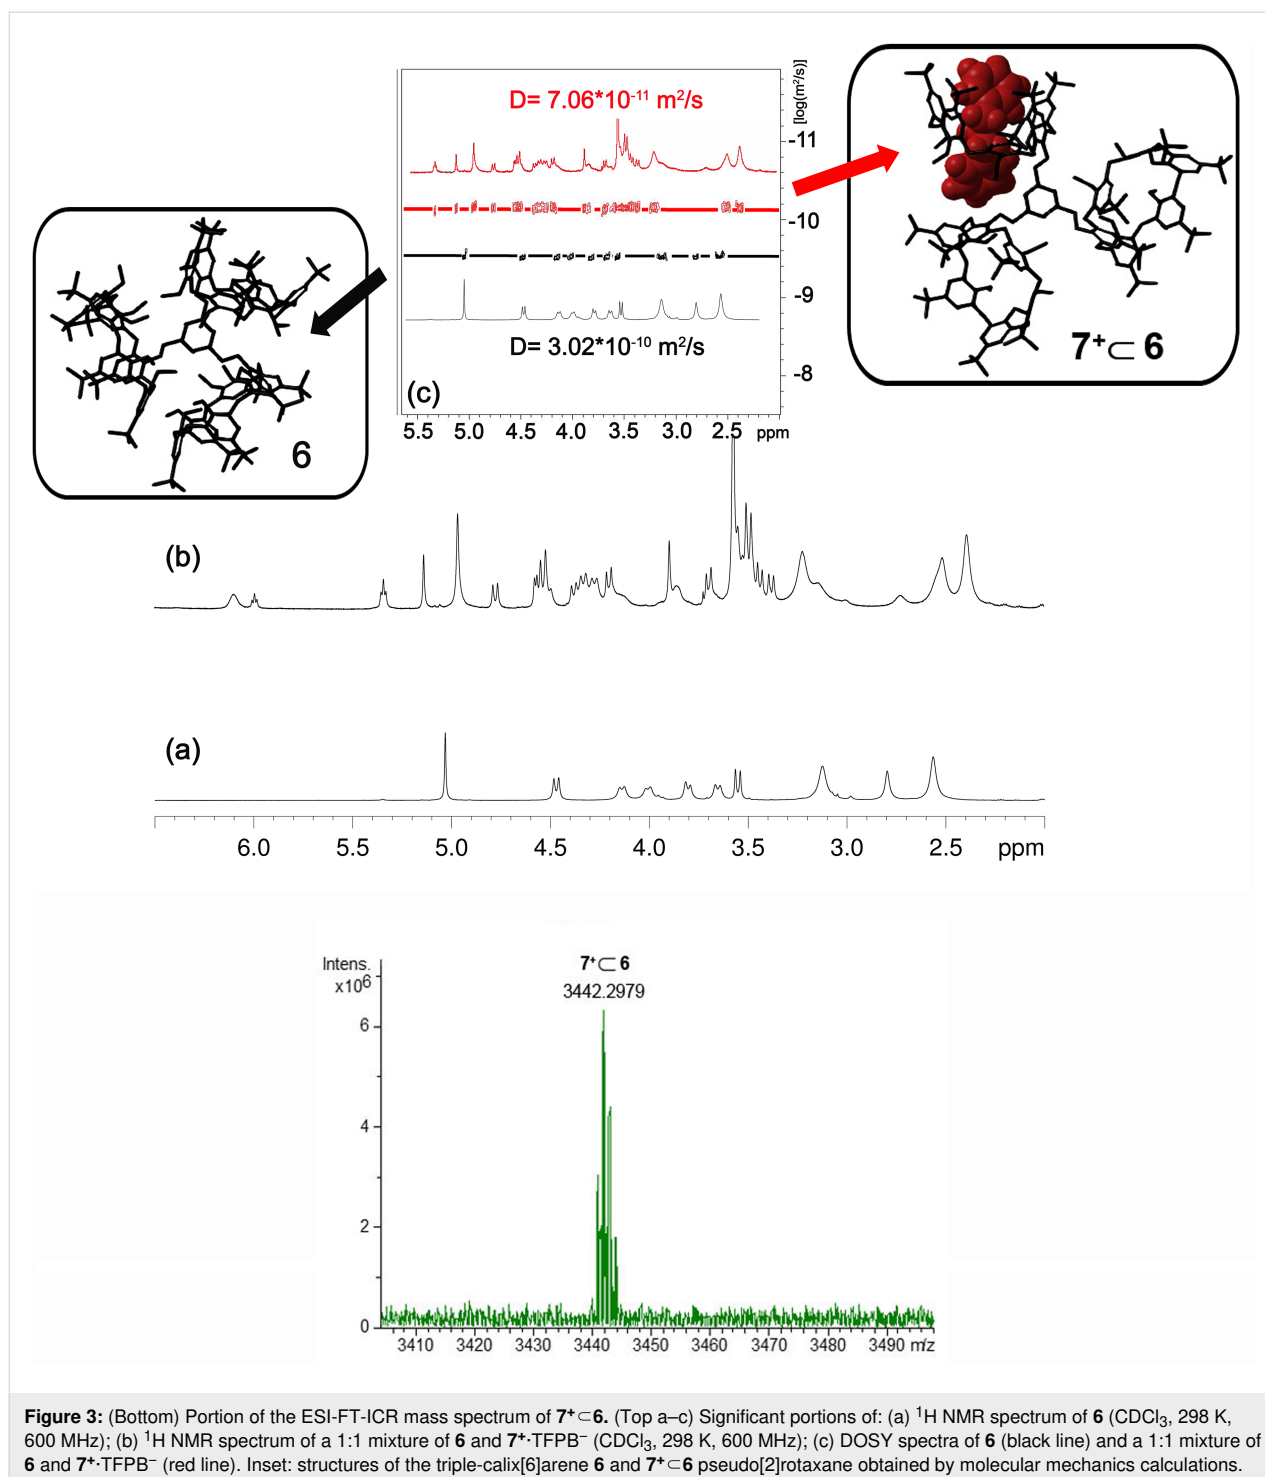 D= 7.06*10⁻¹¹ m²/s
[log(m²/s)]
-11
-10
-9
-8
D= 3.02*10⁻¹⁰ m²/s
(c)
5.5 5.0 4.5 4.0 3.5 3.0 2.5 ppm
7⁺⊂ 6
6
(b)
(a)
6.0 5.5 5.0 4.5 4.0 3.5 3.0 2.5 ppm
7⁺⊂ 6
3442.2979
Intens.
x10⁶
6
4
2
0
3410 3420 3430 3440 3450 3460 3470 3480 3490 m/z
Figure 3: (Bottom) Portion of the ESI-FT-ICR mass spectrum of 7⁺⊂6. (Top a–c) Significant portions of: (a) ¹H NMR spectrum of 6 (CDCl₃, 298 K,
600 MHz); (b) ¹H NMR spectrum of a 1:1 mixture of 6 and 7⁺·TFPB⁻ (CDCl₃, 298 K, 600 MHz); (c) DOSY spectra of 6 (black line) and a 1:1 mixture of
6 and 7⁺·TFPB⁻ (red line). Inset: structures of the triple-calix[6]arene 6 and 7⁺⊂6 pseudo[2]rotaxane obtained by molecular mechanics calculations.